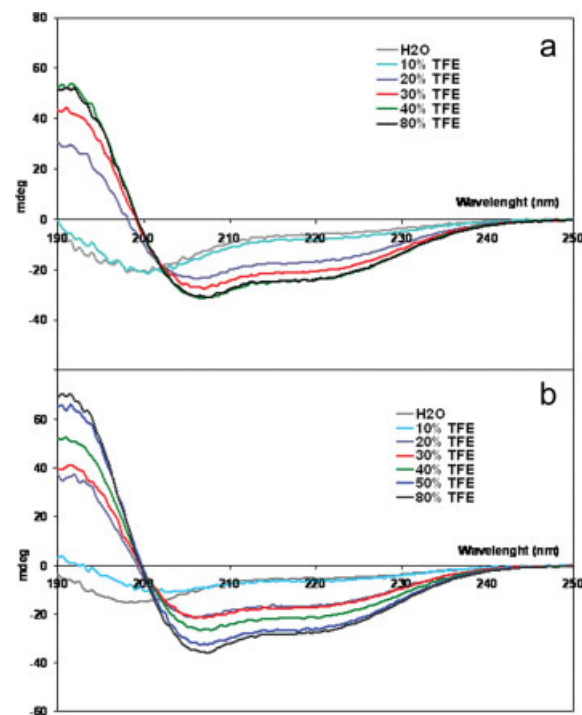 80
a
H2O
10% TFE
20% TFE
30% TFE
40% TFE
80% TFE
60
40
20
mdeg
Wavelenght (nm)
0
190 200 210 220 230 240 250
-20
-40
b
H2O
10% TFE
20% TFE
30% TFE
40% TFE
50% TFE
80% TFE
60
40
20
mdeg
Wavelenght (nm)
0
190 200 210 220 230 240 250
-20
-40
-60